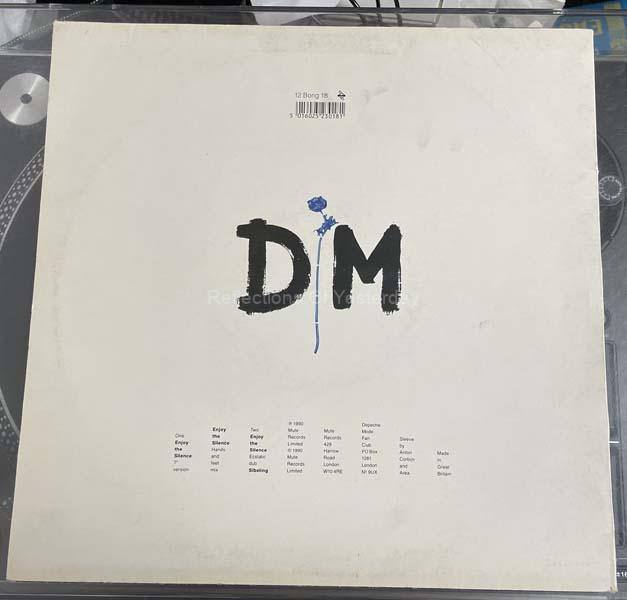 12 Bong 18
5 016025 230181
DM
Reflections Of Yesterday
One
Enjoy
the
Silence
7"
version
Enjoy
the
Silence
Hands
and
feet
mix
Two
Enjoy
the
Silence
Ecstatic
dub
Sibeling
℗ 1990
Mute
Records
Limited
© 1990
Mute
Records
Limited
Mute
Records
429
Harrow
Road
London
W10 4RE
Depeche
Mode
Fan
Club
PO Box
1281
London
N1 9UX
Sleeve
by
Anton
Corbijn
and
Area
Made
in
Great
Britain